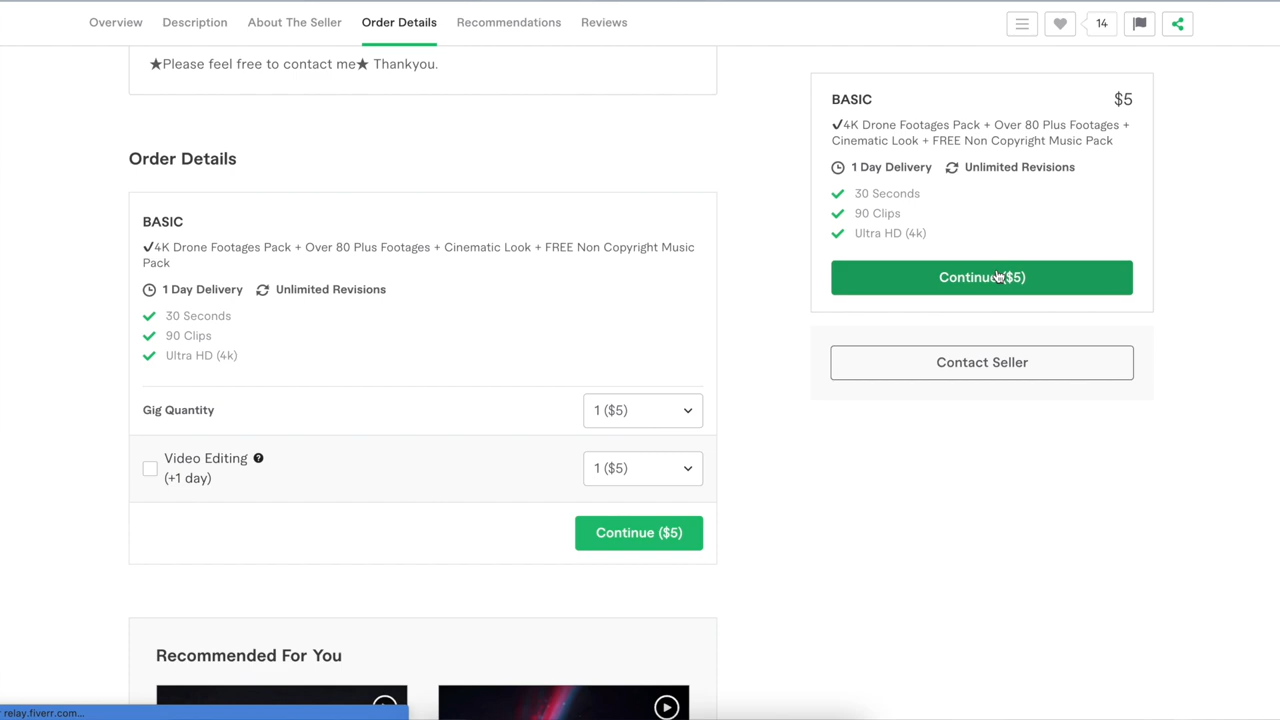 Overview Description About The Seller Order Details Recommendations Reviews 14
★Please feel free to contact me★ Thankyou.
Order Details
BASIC
✔4K Drone Footages Pack + Over 80 Plus Footages + Cinematic Look + FREE Non Copyright Music
Pack
1 Day Delivery Unlimited Revisions
30 Seconds
90 Clips
Ultra HD (4k)
Gig Quantity 1 ($5)
Video Editing ? 1 ($5)
(+1 day)
Continue ($5)
Recommended For You
BASIC $5
✔4K Drone Footages Pack + Over 80 Plus Footages +
Cinematic Look + FREE Non Copyright Music Pack
1 Day Delivery Unlimited Revisions
30 Seconds
90 Clips
Ultra HD (4k)
Continue ($5)
Contact Seller
relay.fiverr.com...